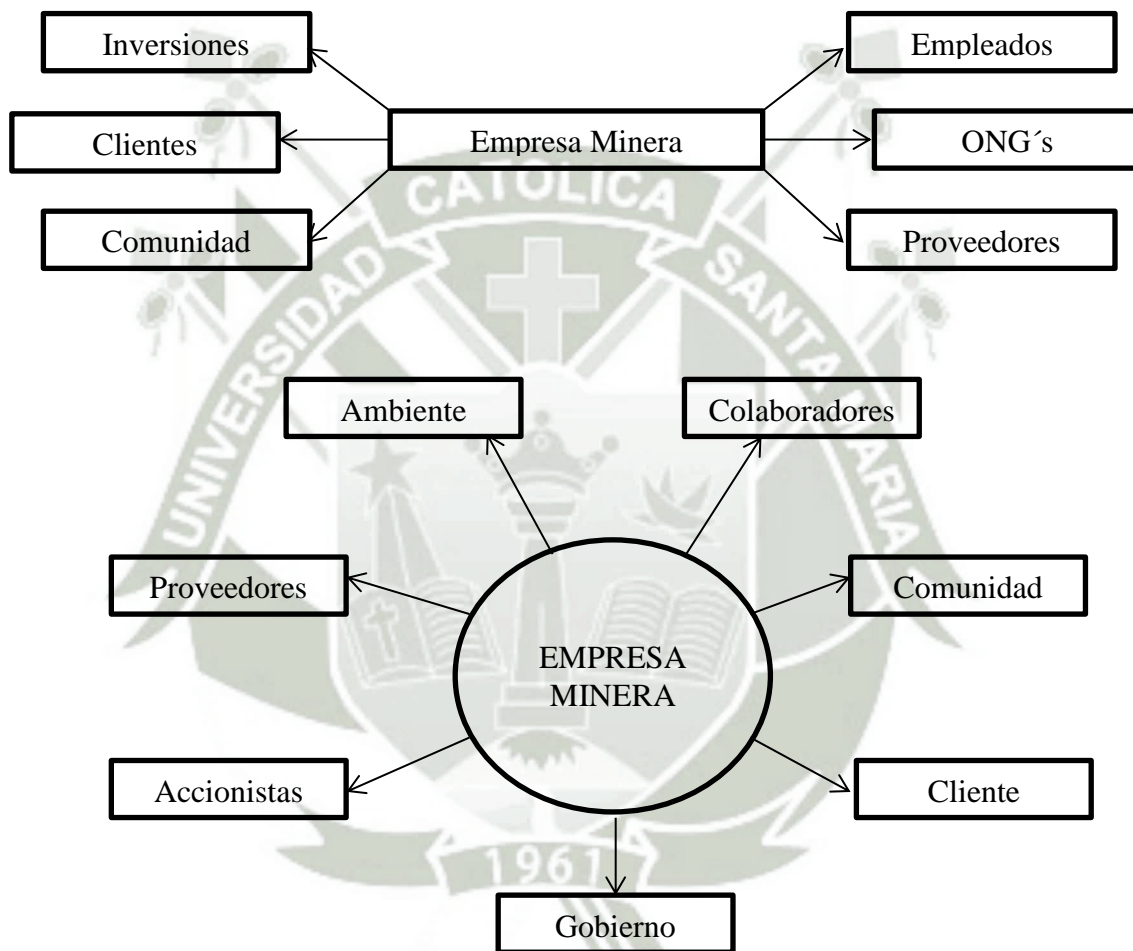 Inversiones
Empleados
Clientes
Empresa Minera
ONG´s
Comunidad
Proveedores
UNIVERSIDAD CATOLICA SANTA MARIA
Ambiente
Colaboradores
Proveedores
Comunidad
EMPRESA
MINERA
Accionistas
Cliente
1961
Gobierno